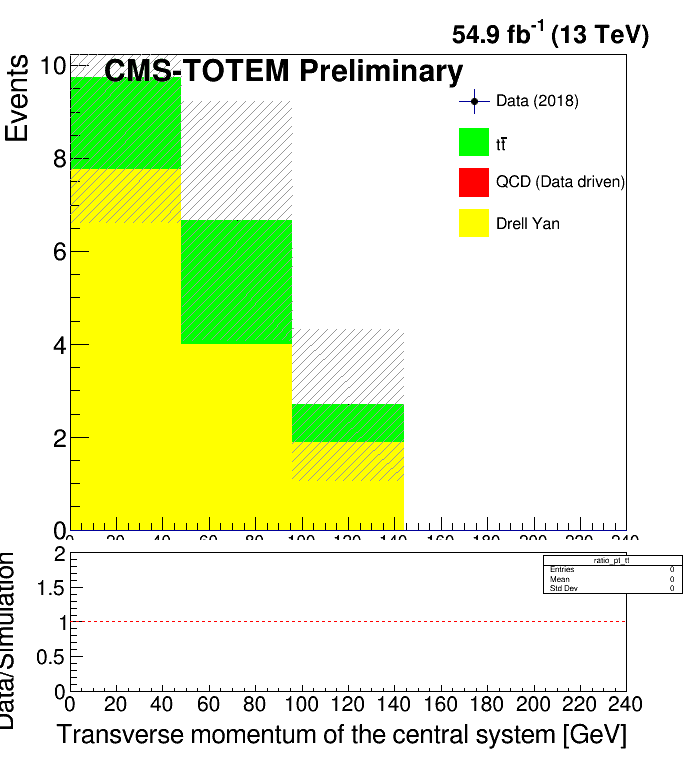 54.9 fb-1 (13 TeV)
CMS-TOTEM Preliminary
Events
10
8
6
4
2
0
Data (2018)
tt̄
QCD (Data driven)
Drell Yan
0 20 40 60 80 100 120 140 160 180 200 220 240
Data/Simulation
2
1.5
1
0.5
0
ratio_pt_tt
Entries 0
Mean 0
Std Dev 0
0 20 40 60 80 100 120 140 160 180 200 220 240
Transverse momentum of the central system [GeV]